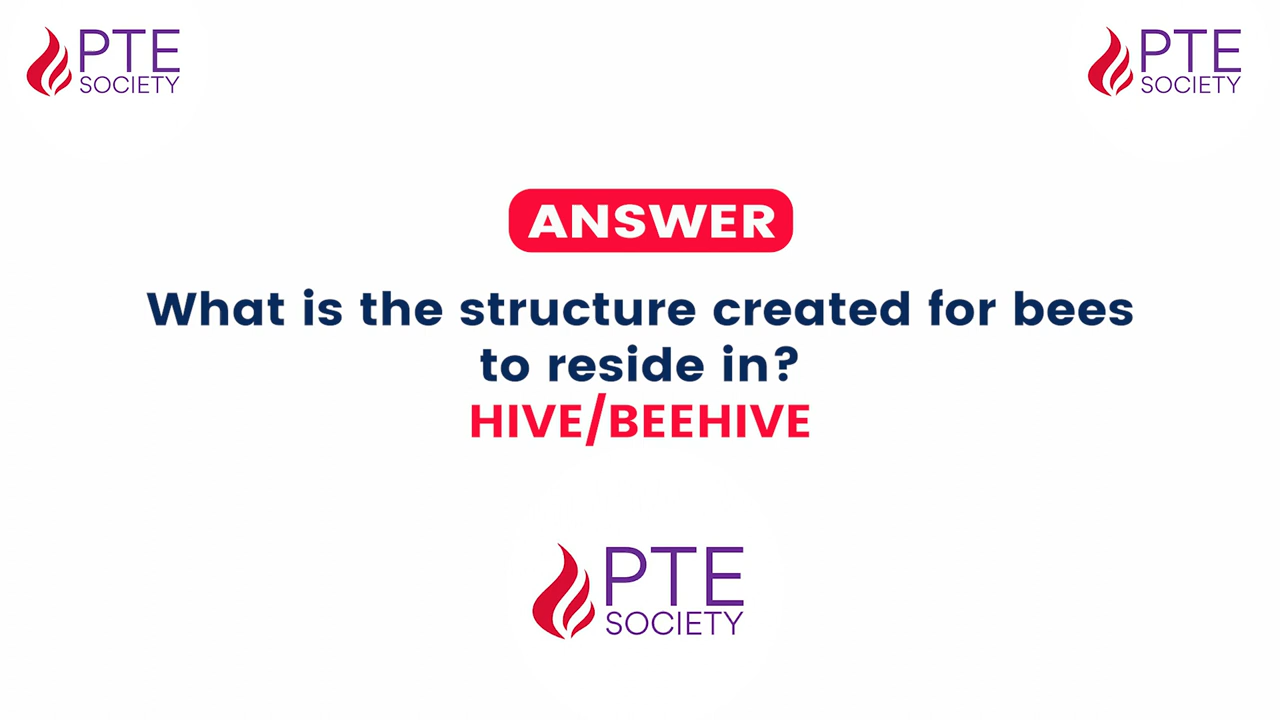 PTE
SOCIETY
PTE
SOCIETY
ANSWER
What is the structure created for bees
to reside in?
HIVE/BEEHIVE
PTE
SOCIETY